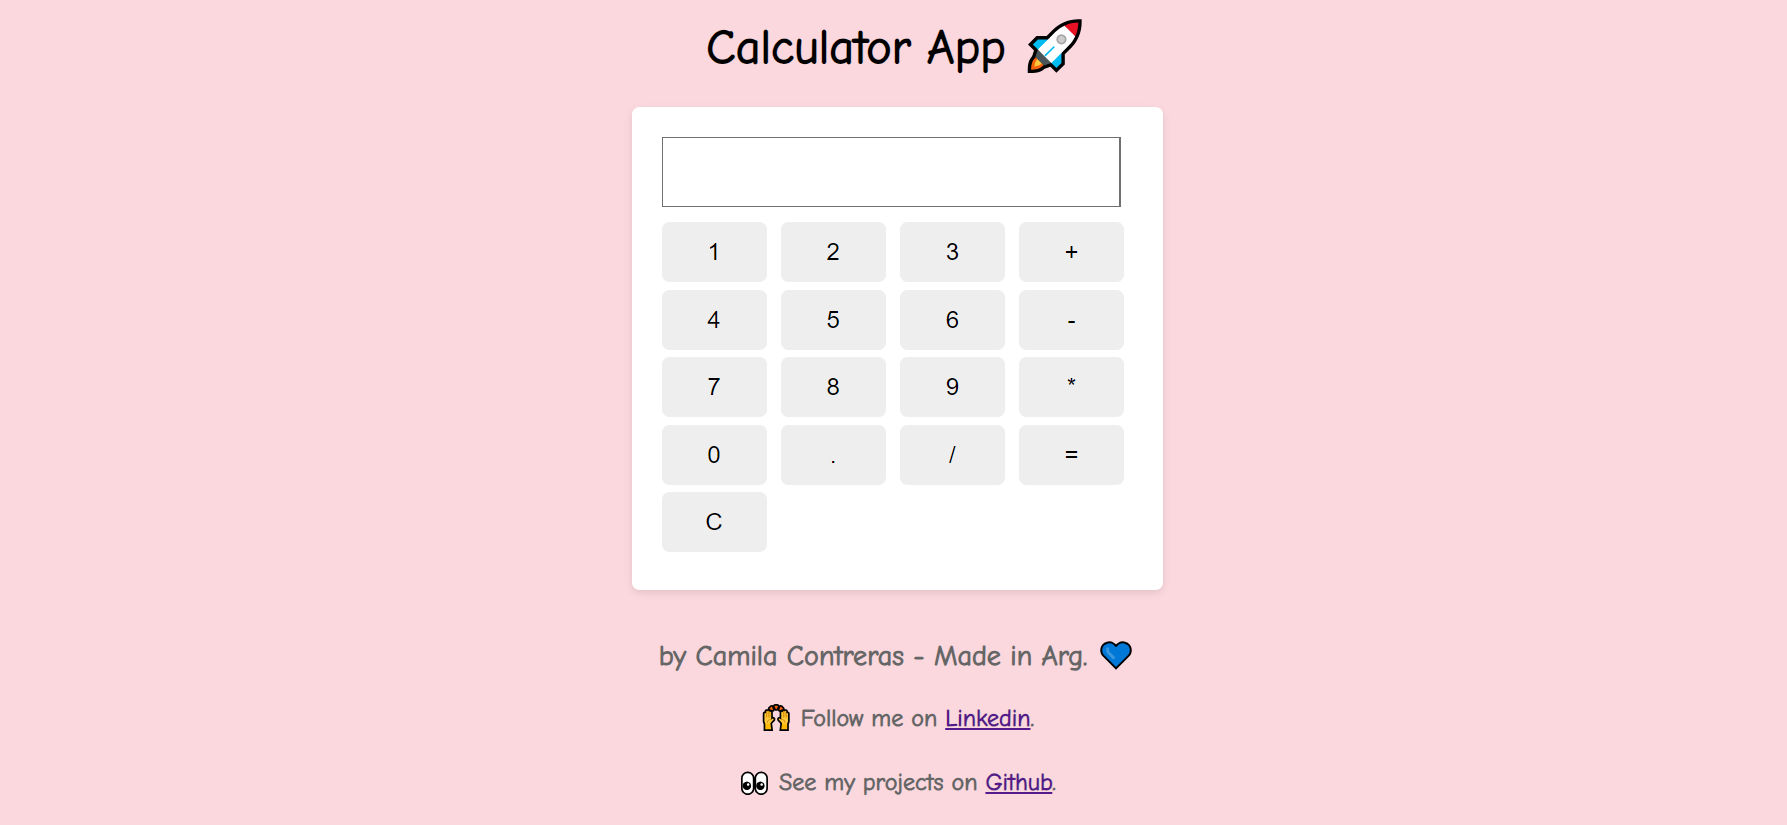 Calculator App 🚀
1 2 3 +
4 5 6 -
7 8 9 *
0 . / =
C
by Camila Contreras - Made in Arg. 💙
🙌 Follow me on Linkedin.
👀 See my projects on Github.